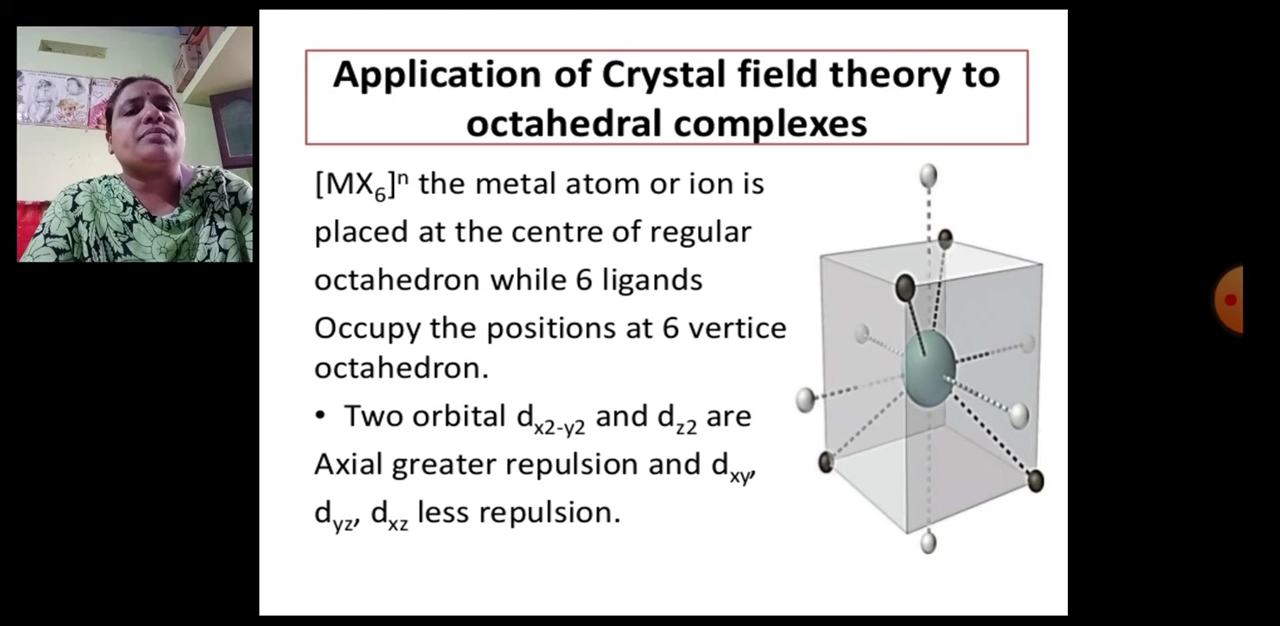 Application of Crystal field theory to
octahedral complexes
[MX₆]ⁿ the metal atom or ion is
placed at the centre of regular
octahedron while 6 ligands
Occupy the positions at 6 vertice
octahedron.
• Two orbital dx2-y2 and dz2 are
Axial greater repulsion and dxy,
dyz, dxz less repulsion.